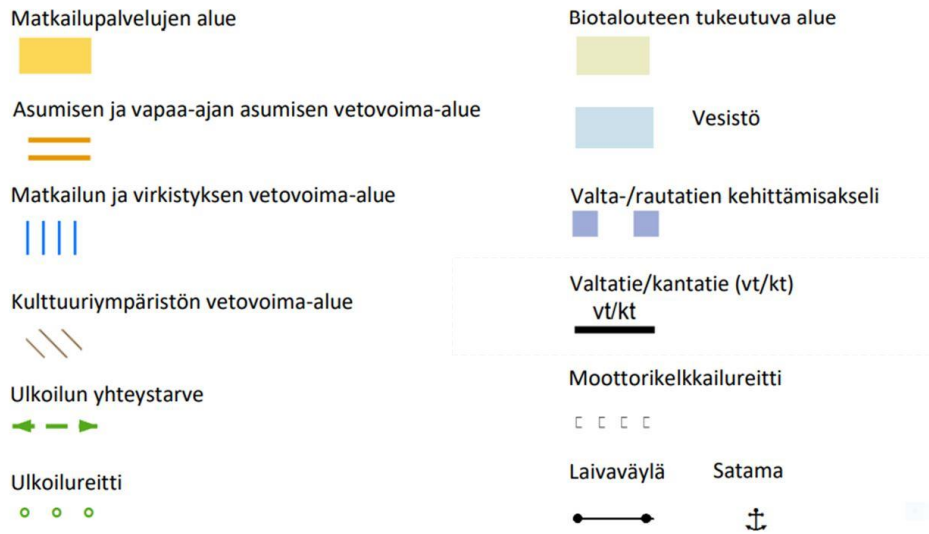 Matkailupalvelujen alue
Asumisen ja vapaa-ajan asumisen vetovoima-alue
Matkailun ja virkistyksen vetovoima-alue
Kulttuuriympäristön vetovoima-alue
Ulkoilun yhteystarve
Ulkoilureitti
Biotalouteen tukeutuva alue
Vesistö
Valta-/rautatien kehittämisakseli
Valtatie/kantatie (vt/kt)
vt/kt
Moottorikelkkailureitti
Laivaväylä Satama